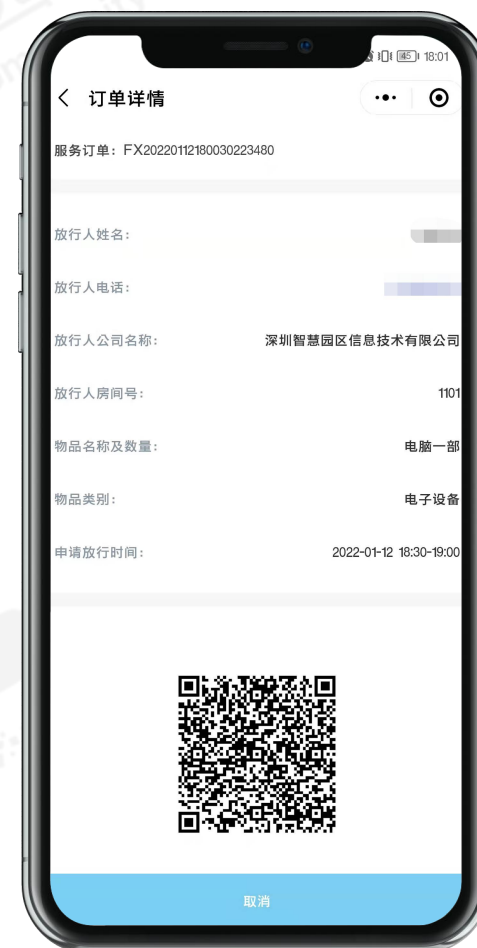 45 18:01
订单详情
服务订单：FX20220112180030223480
放行人姓名：
放行人电话：
放行人公司名称： 深圳智慧园区信息技术有限公司
放行人房间号： 1101
物品名称及数量： 电脑一部
物品类别： 电子设备
申请放行时间： 2022-01-12 18:30-19:00
取消